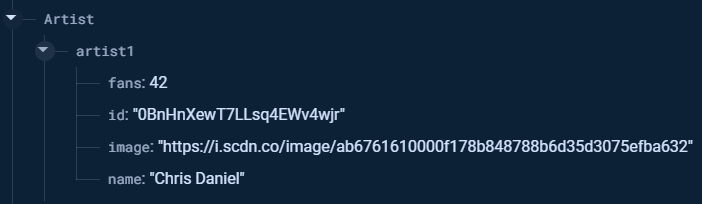 Artist
artist1
fans: 42
id: "0BnHnXewT7LLsq4EWv4wjr"
image: "https://i.scdn.co/image/ab6761610000f178b848788b6d35d3075efba632"
name: "Chris Daniel"